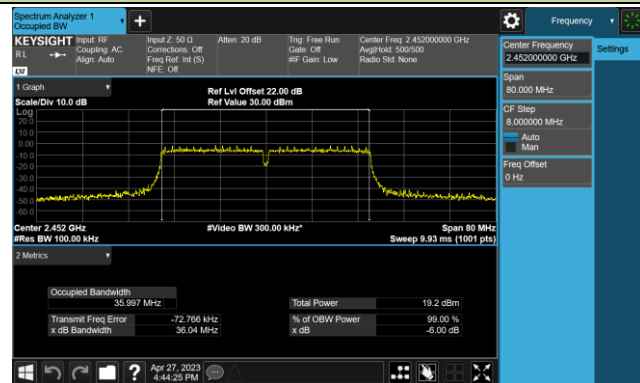 Spectrum Analyzer 1
Occupied BW
Frequency
KEYSIGHT
Input: RF
Input Z: 50 Ω
Atten: 20 dB
Trig: Free Run
Center Freq: 2.452000000 GHz
RL
Coupling: AC
Corrections: Off
Gate: Off
Avg|Hold: 500/500
Align: Auto
Freq Ref: Int (S)
#IF Gain: Low
Radio Std: None
NFE: Off
LXI
Center Frequency
2.452000000 GHz
Settings
Span
80.000 MHz
CF Step
8.000000 MHz
Auto
Man
Freq Offset
0 Hz
1 Graph
Ref Lvl Offset 22.00 dB
Scale/Div 10.0 dB
Ref Value 30.00 dBm
Log
20.0
10.0
0.00
-10.0
-20.0
-30.0
-40.0
-50.0
-60.0
Center 2.452 GHz
#Video BW 300.00 kHz*
Span 80 MHz
#Res BW 100.00 kHz
Sweep 9.93 ms (1001 pts)
2 Metrics
Occupied Bandwidth
35.997 MHz
Total Power
19.2 dBm
Transmit Freq Error
-72.766 kHz
% of OBW Power
99.00 %
x dB Bandwidth
36.04 MHz
x dB
-6.00 dB
Apr 27, 2023
4:44:25 PM